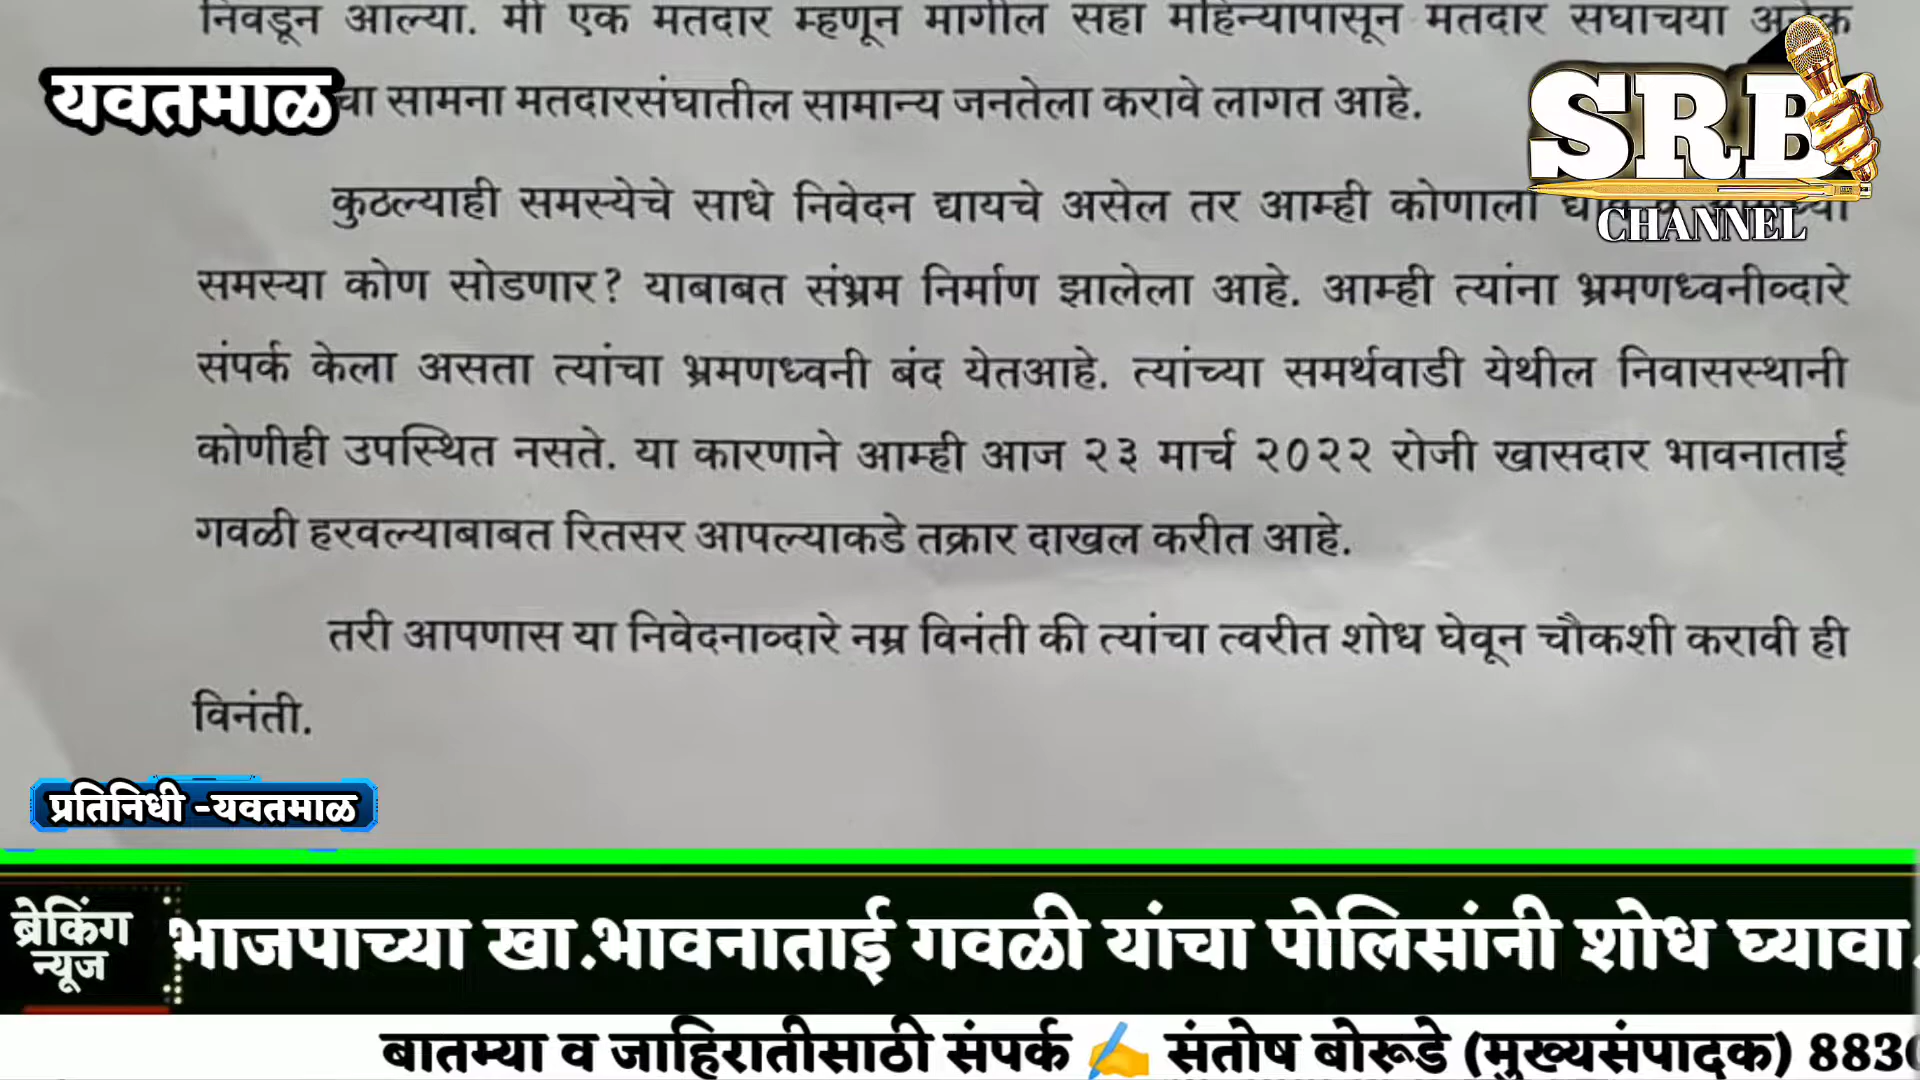 निवडून आल्या. मी एक मतदार म्हणून मागील सहा महिन्यापासून मतदार संघाचया अनेक
यवतमाळ
चा सामना मतदारसंघातील सामान्य जनतेला करावे लागत आहे.
SRB
CHANNEL
कुठल्याही समस्येचे साधे निवेदन द्यायचे असेल तर आम्ही कोणाला
समस्या कोण सोडणार? याबाबत संभ्रम निर्माण झालेला आहे. आम्ही त्यांना भ्रमणध्वनीव्दारे
संपर्क केला असता त्यांचा भ्रमणध्वनी बंद येतआहे. त्यांच्या समर्थवाडी येथील निवासस्थानी
कोणीही उपस्थित नसते. या कारणाने आम्ही आज २३ मार्च २०२२ रोजी खासदार भावनाताई
गवळी हरवल्याबाबत रितसर आपल्याकडे तक्रार दाखल करीत आहे.
तरी आपणास या निवेदनाव्दारे नम्र विनंती की त्यांचा त्वरीत शोध घेवून चौकशी करावी ही
विनंती.
प्रतिनिधी -यवतमाळ
ब्रेकिंग
न्यूज
भाजपाच्या खा.भावनाताई गवळी यांचा पोलिसांनी शोध घ्यावा.
बातम्या व जाहिरातीसाठी संपर्क ✍️ संतोष बोरूडे (मुख्यसंपादक) 883